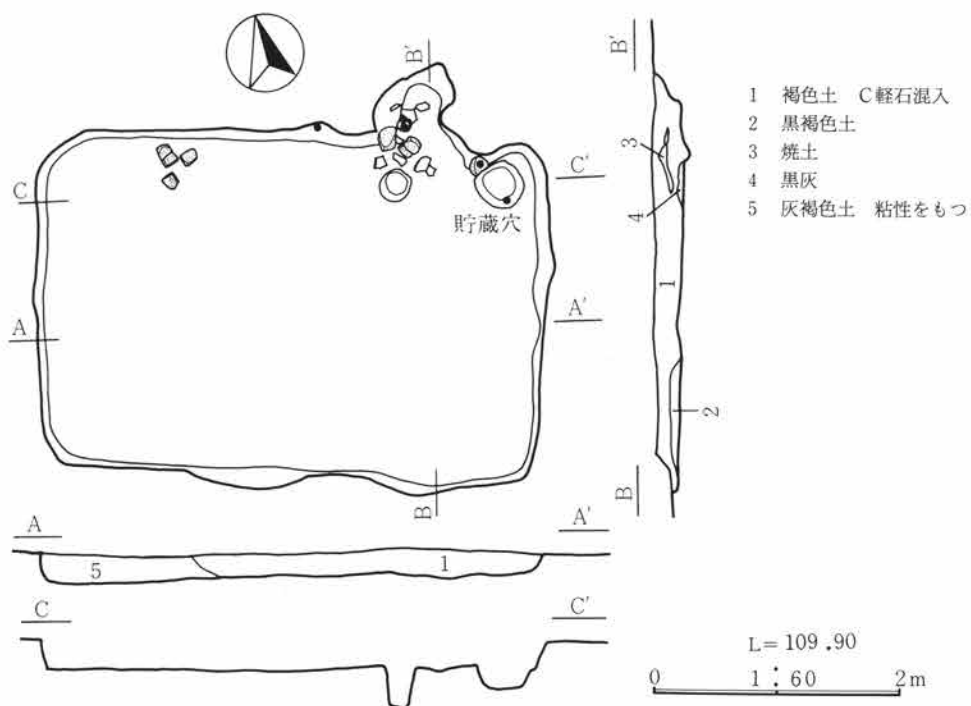 B′
B′
1 褐色土 C軽石混入
2 黒褐色土
3 焼土
4 黒灰
5 灰褐色土 粘性をもつ
3
4
C
C′
貯蔵穴
1
A
A′
2
B
B
A
A′
5
1
C
C′
L=109.90
0 1:60 2m